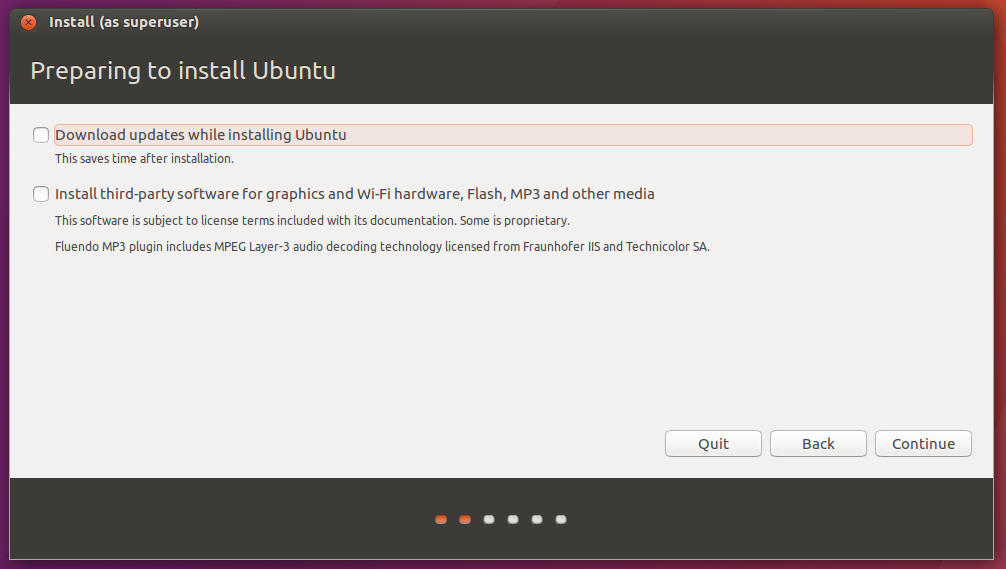 Install (as superuser)
Preparing to install Ubuntu
Download updates while installing Ubuntu
This saves time after installation.
Install third-party software for graphics and Wi-Fi hardware, Flash, MP3 and other media
This software is subject to license terms included with its documentation. Some is proprietary.
Fluendo MP3 plugin includes MPEG Layer-3 audio decoding technology licensed from Fraunhofer IIS and Technicolor SA.
Quit Back Continue